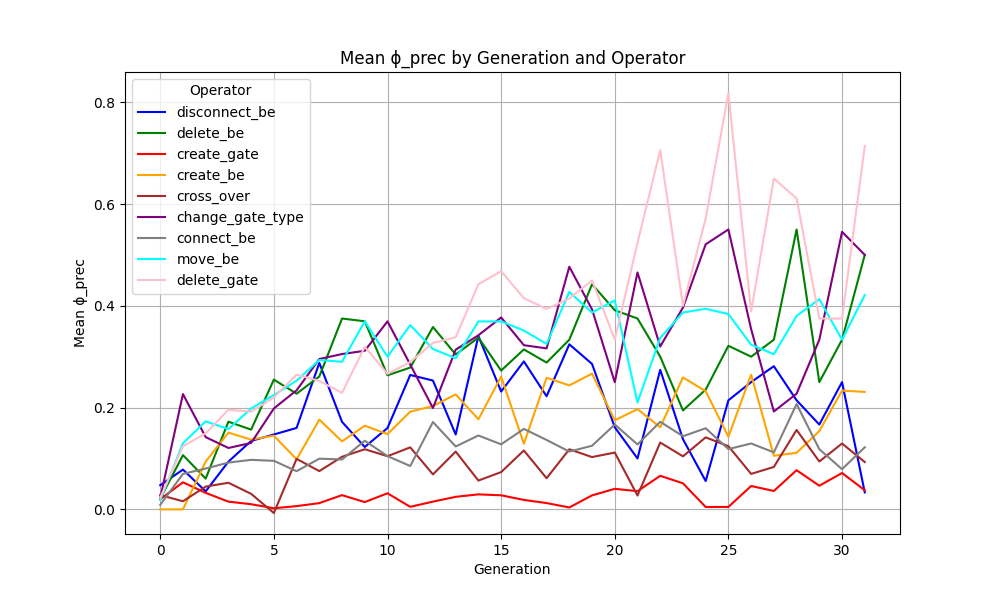 Mean ϕ_prec by Generation and Operator
Operator
disconnect_be
delete_be
create_gate
create_be
cross_over
change_gate_type
connect_be
move_be
delete_gate
Mean ϕ_prec
0.8
0.6
0.4
0.2
0.0
0 5 10 15 20 25 30
Generation